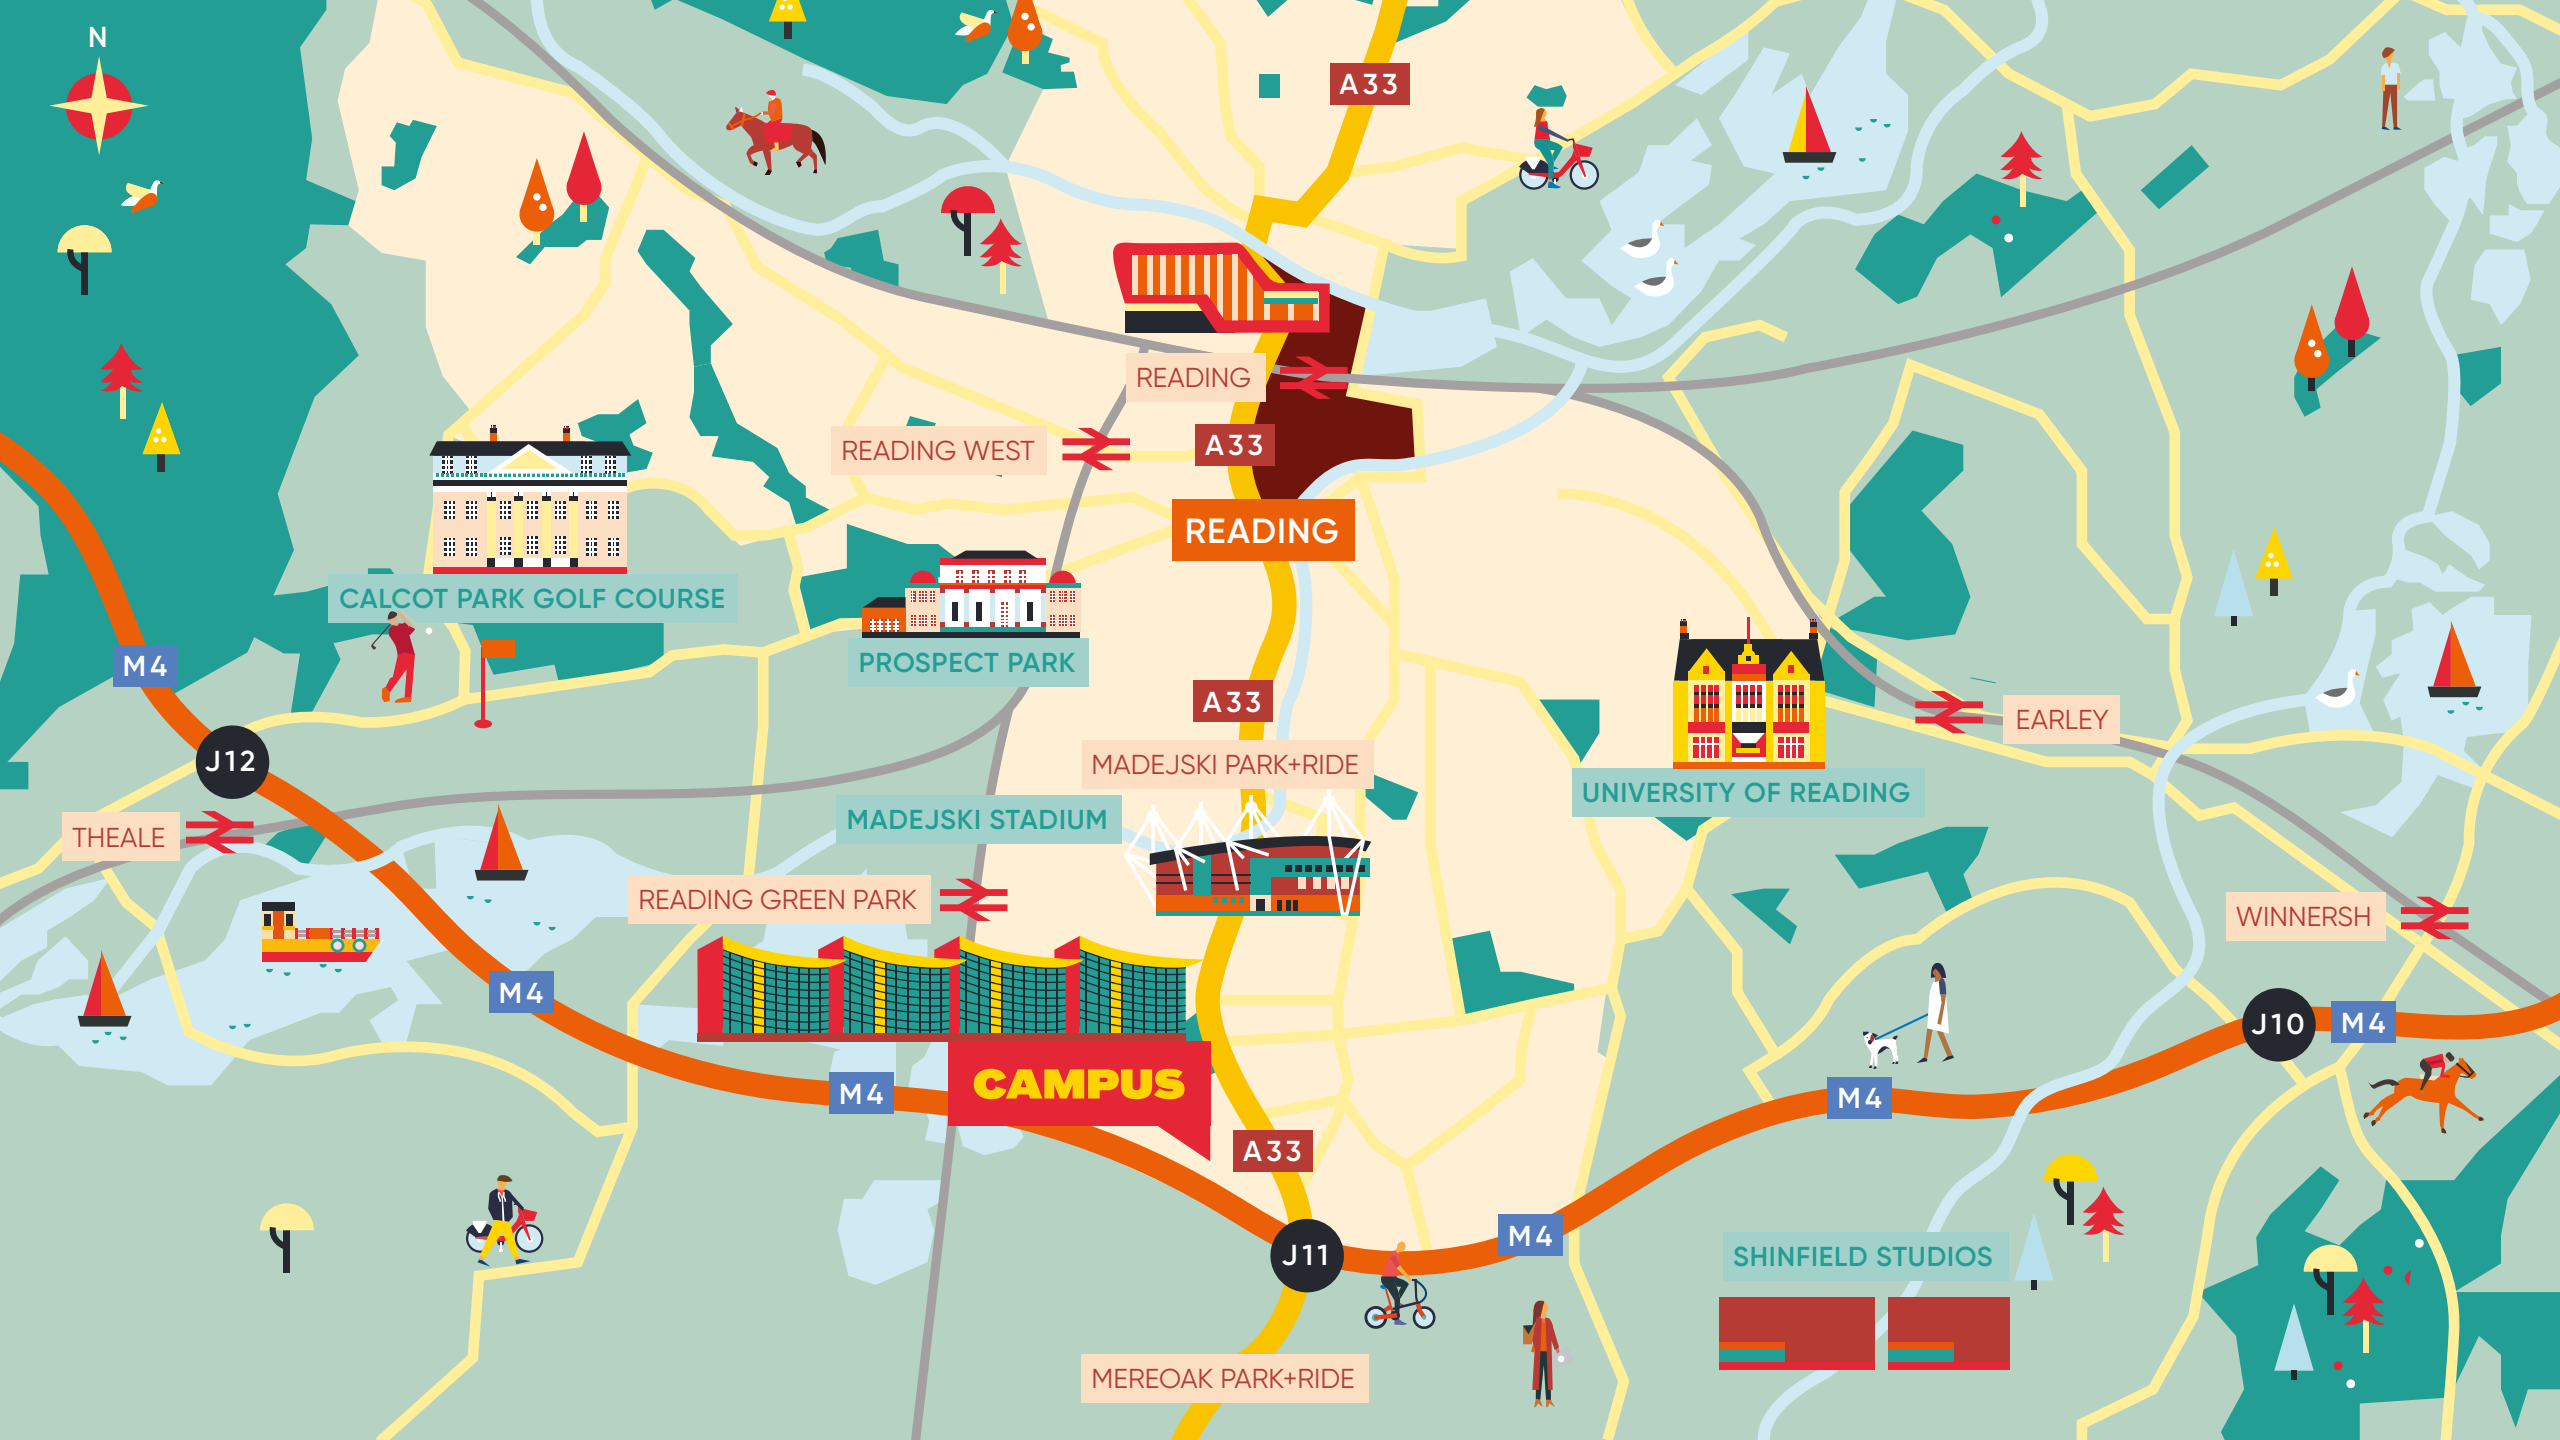 N
A33
READING
READING WEST
A33
READING
CALCOT PARK GOLF COURSE
PROSPECT PARK
M4
A33
EARLEY
J12
MADEJSKI PARK+RIDE
UNIVERSITY OF READING
MADEJSKI STADIUM
THEALE
READING GREEN PARK
WINNERSH
M4
J10
M4
CAMPUS
M4
M4
A33
M4
J11
SHINFIELD STUDIOS
MEREOAK PARK+RIDE